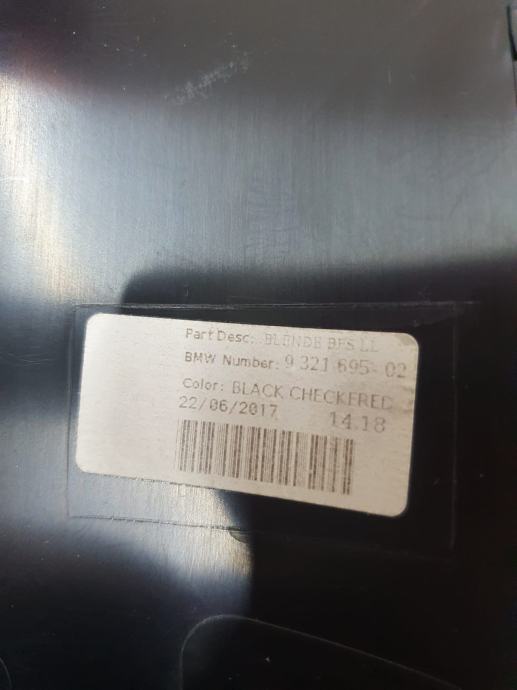 Part Desc: BLENDE BFS LL
BMW Number: 9 321 695- 02
Color: BLACK CHECKERED
22/06/2017 14.18